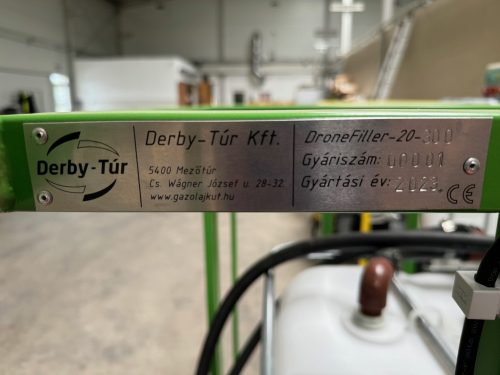 Derby-Túr
Derby-Túr Kft.
5400 Mezőtúr
Cs. Wágner József u. 28-32.
www.gazolajkut.hu
DroneFiller-20-300
Gyáriszám: 00001
Gyártási év: 2023.
CE